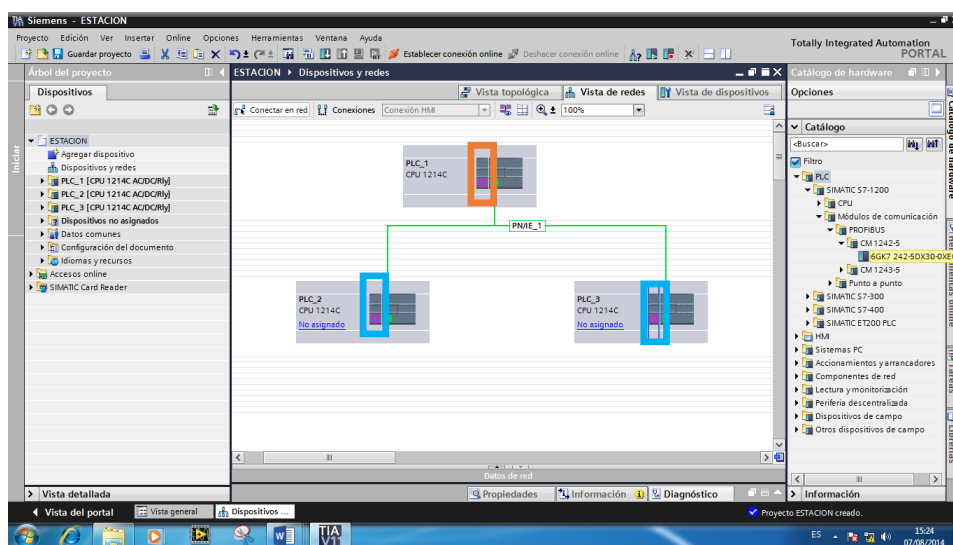 Siemens - ESTACION
Proyecto Edición Ver Insertar Online Opciones Herramientas Ventana Ayuda
Guardar proyecto Establecer conexión online Deshacer conexión online
Totally Integrated Automation
PORTAL
Árbol del proyecto
ESTACION Dispositivos y redes
Catálogo de hardware
Dispositivos
Vista topológica Vista de redes Vista de dispositivos
Opciones
Conectar en red Conexiones Conexión HMI 100%
ESTACION
Agregar dispositivo
Dispositivos y redes
PLC_1 [CPU 1214C AC/DC/Rly]
PLC_2 [CPU 1214C AC/DC/Rly]
PLC_3 [CPU 1214C AC/DC/Rly]
Dispositivos no asignados
Datos comunes
Configuración del documento
Idiomas y recursos
Accesos online
SIMATIC Card Reader
Iniciar
PLC_1
CPU 1214C
PN/IE_1
PLC_2
CPU 1214C
No asignado
PLC_3
CPU 1214C
No asignado
Catálogo
<Buscar>
Filtro
PLC
SIMATIC S7-1200
CPU
Módulos de comunicación
PROFIBUS
CM 1242-5
6GK7 242-5DX30-0XE
CM 1243-5
Punto a punto
SIMATIC S7-300
SIMATIC S7-400
SIMATIC ET200 PLC
HMI
Sistemas PC
Accionamientos y arrancadores
Componentes de red
Lectura y monitorización
Periferia descentralizada
Dispositivos de campo
Otros dispositivos de campo
Catálogo de hardware
Datos de red
Vista detallada
Propiedades Información Diagnóstico
Información
Vista del portal Vista general Dispositivos ...
Proyecto ESTACION creado.
TIA
V11
ES
15:24
07/08/2014